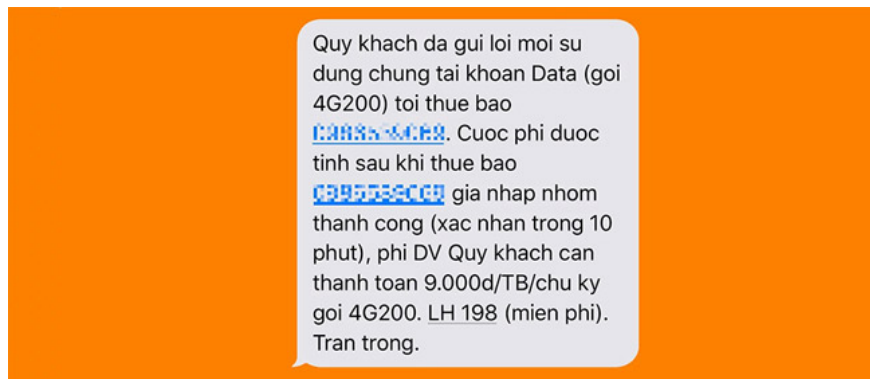 Quy khach da gui loi moi su
dung chung tai khoan Data (goi
4G200) toi thue bao
. Cuoc phi duoc
tinh sau khi thue bao
gia nhap nhom
thanh cong (xac nhan trong 10
phut), phi DV Quy khach can
thanh toan 9.000d/TB/chu ky
goi 4G200. LH 198 (mien phi).
Tran trong.